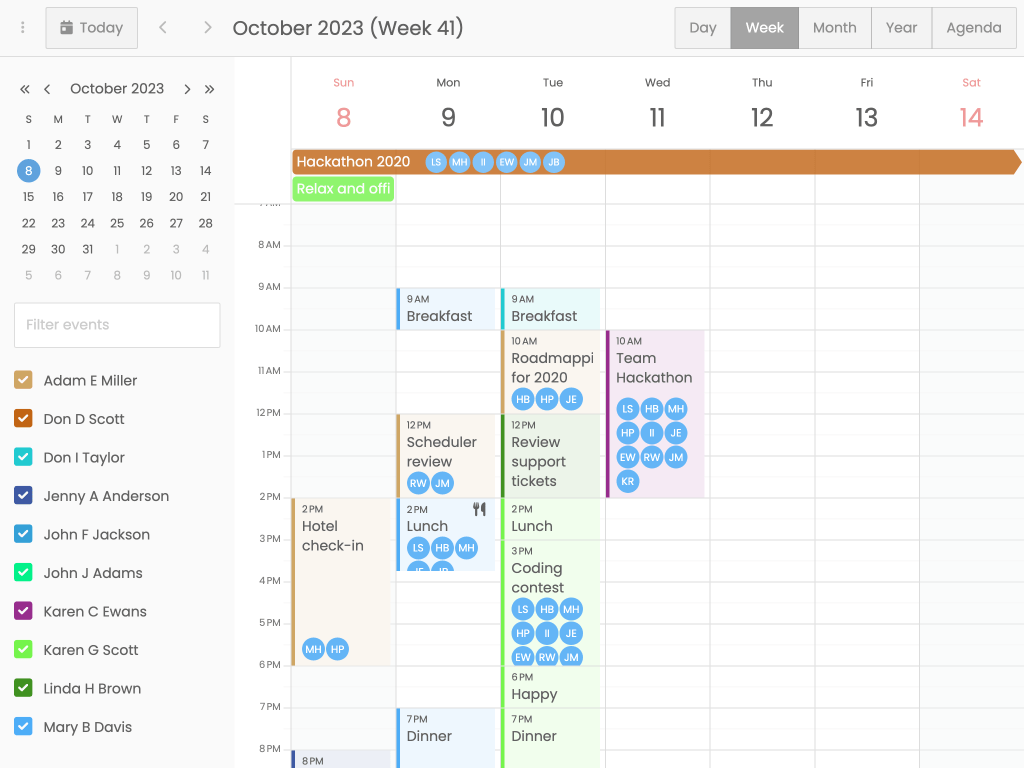 Today
October 2023 (Week 41)
Day
Week
Month
Year
Agenda
October 2023
S M T W T F S
1 2 3 4 5 6 7
8 9 10 11 12 13 14
15 16 17 18 19 20 21
22 23 24 25 26 27 28
29 30 31 1 2 3 4
5 6 7 8 9 10 11
Filter events
Adam E Miller
Don D Scott
Don I Taylor
Jenny A Anderson
John F Jackson
John J Adams
Karen C Ewans
Karen G Scott
Linda H Brown
Mary B Davis
Sun Mon Tue Wed Thu Fri Sat
8 9 10 11 12 13 14
Hackathon 2020 LS MH II EW JM JB
Relax and offi
8 AM
9 AM
10 AM
11 AM
12 PM
1 PM
2 PM
3 PM
4 PM
5 PM
6 PM
7 PM
8 PM
2 PM
Hotel
check-in
MH HP
8 PM
9 AM
Breakfast
12 PM
Scheduler
review
RW JM
2 PM
Lunch
LS HB MH
7 PM
Dinner
9 AM
Breakfast
10 AM
Roadmappi
for 2020
HB HP JE
12 PM
Review
support
tickets
2 PM
Lunch
3 PM
Coding
contest
LS HB MH
HP II JE
EW RW JM
6 PM
Happy
7 PM
Dinner
10 AM
Team
Hackathon
LS HB MH
HP II JE
EW RW JM
KR